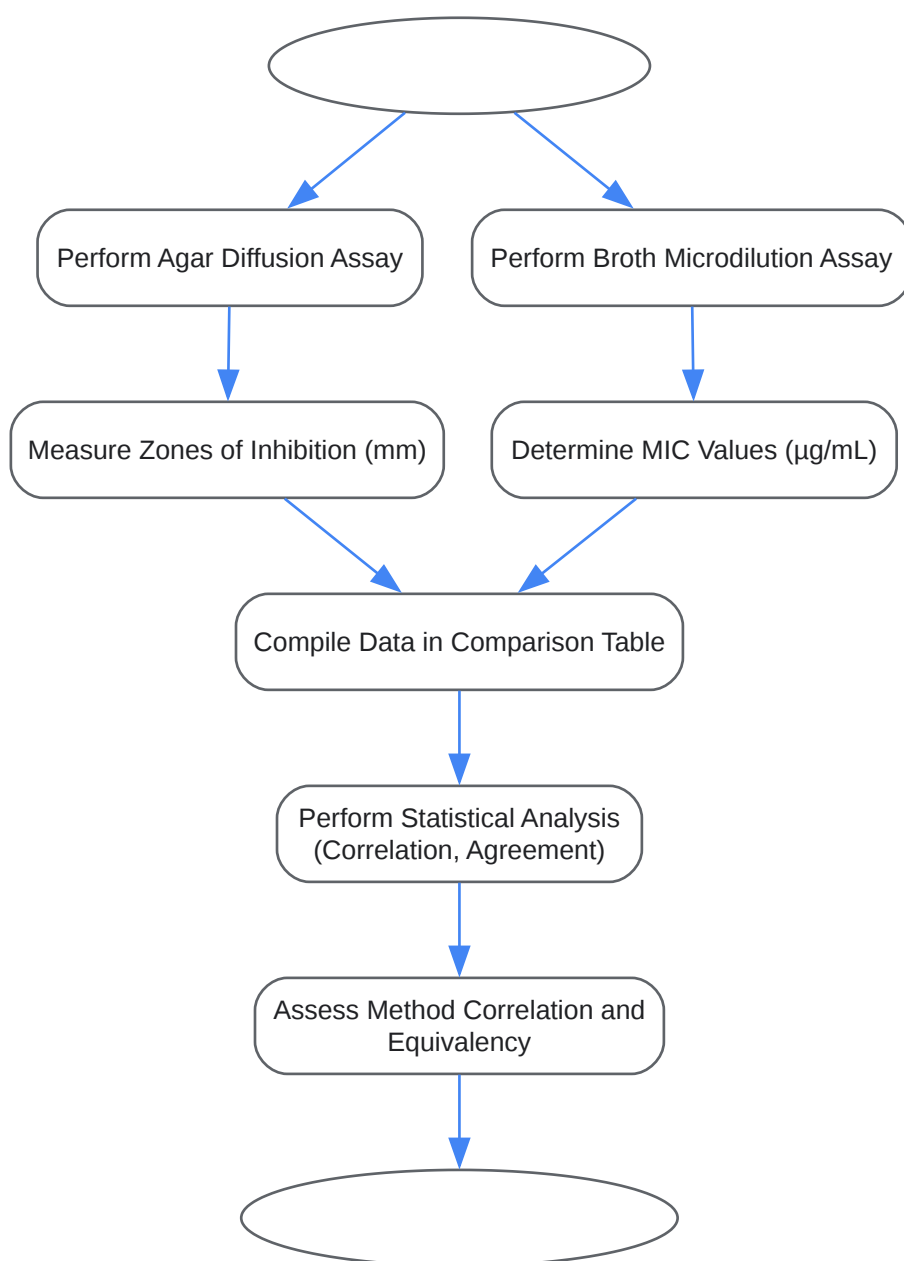 Perform Agar Diffusion Assay
Perform Broth Microdilution Assay
Measure Zones of Inhibition (mm)
Determine MIC Values (µg/mL)
Compile Data in Comparison Table
Perform Statistical Analysis
(Correlation, Agreement)
Assess Method Correlation and
Equivalency